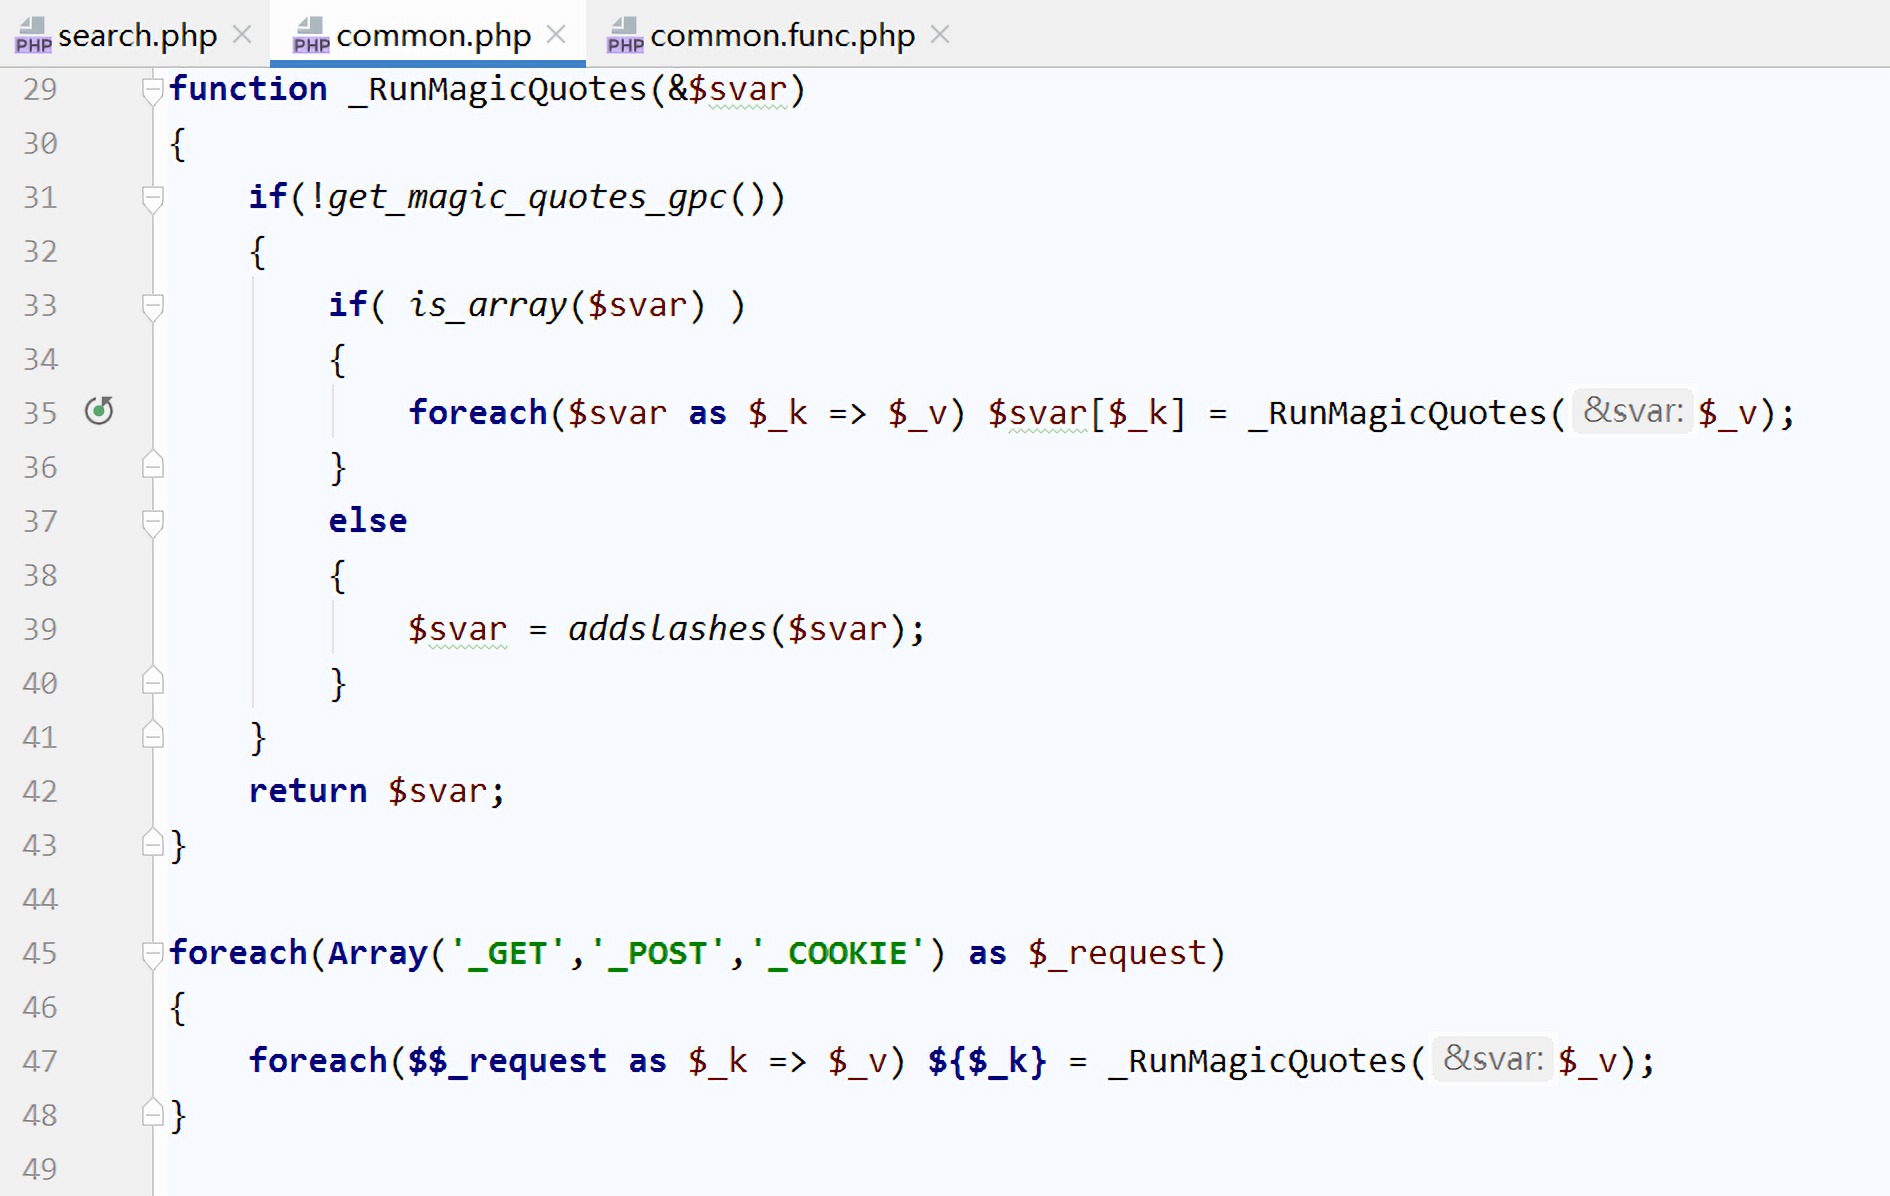 search.php common.php common.func.php
29 function _RunMagicQuotes(&$svar)
30 {
31     if(!get_magic_quotes_gpc())
32     {
33         if( is_array($svar) )
34         {
35             foreach($svar as $_k => $_v) $svar[$_k] = _RunMagicQuotes( &svar: $_v);
36         }
37         else
38         {
39             $svar = addslashes($svar);
40         }
41     }
42     return $svar;
43 }
44
45 foreach(Array('_GET','_POST','_COOKIE') as $_request)
46 {
47     foreach($$_request as $_k => $_v) ${$_k} = _RunMagicQuotes( &svar: $_v);
48 }
49